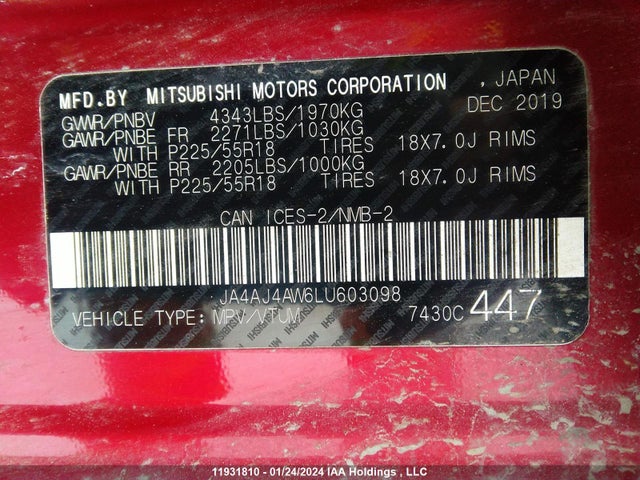 MFD.BY MITSUBISHI MOTORS CORPORATION , JAPAN
GVWR/PNBV 4343LBS/1970KG DEC 2019
GAWR/PNBE FR 2271LBS/1030KG
WITH P225/55R18 TIRES 18X7.0J RIMS
GAWR/PNBE RR 2205LBS/1000KG
WITH P225/55R18 TIRES 18X7.0J RIMS
CAN ICES-2/NMB-2
JA4AJ4AW6LU603098
VEHICLE TYPE: MPV/VTUM 7430C 447
11931810 - 01/24/2024 IAA Holdings , LLC